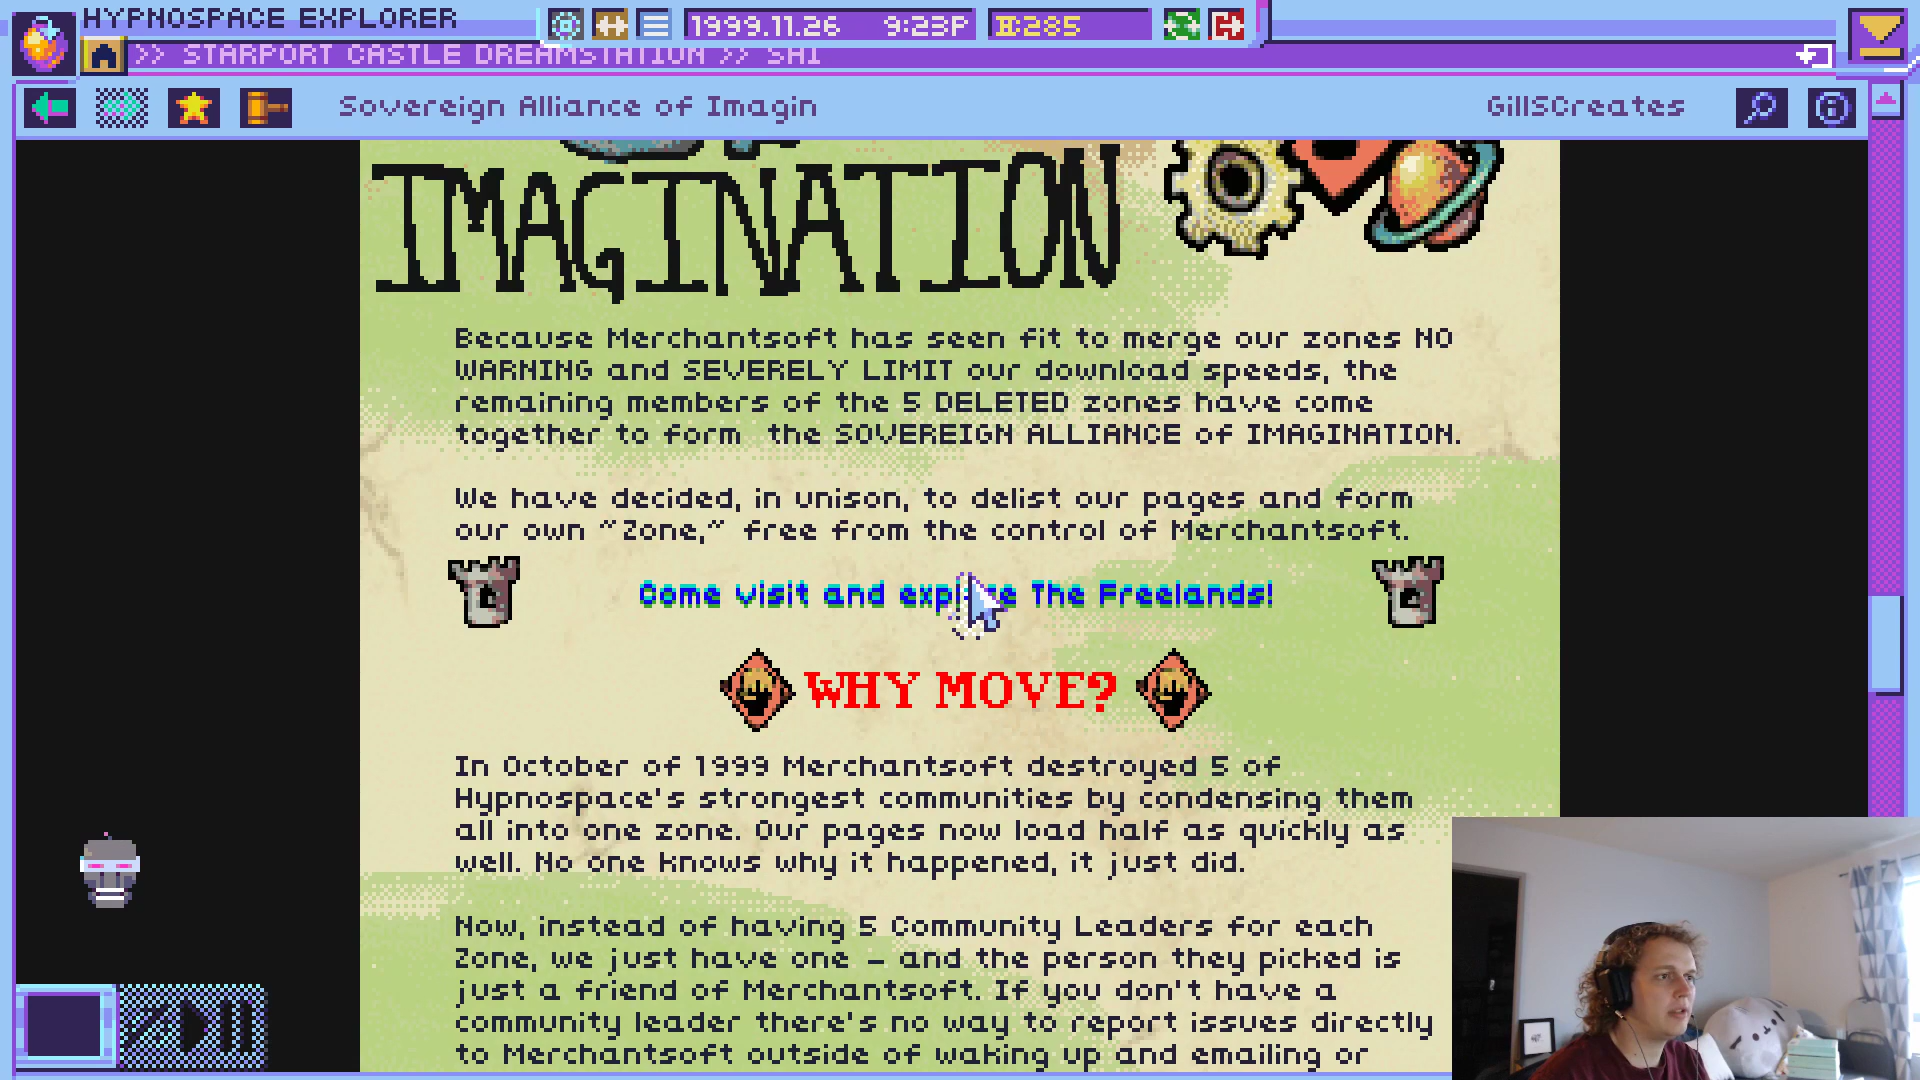 HYPNOSPACE EXPLORER
1999.11.26 9:23P
285
>> STARPORT CASTLE DREAMSTATION >> SAI
Sovereign Alliance of Imagin
GillSCreates
IMAGINATION
Because Merchantsoft has seen fit to merge our zones NO
WARNING and SEVERELY LIMIT our download speeds, the
remaining members of the 5 DELETED zones have come
together to form the SOVEREIGN ALLIANCE of IMAGINATION.
We have decided, in unison, to delist our pages and form
our own "Zone," free from the control of Merchantsoft.
Come visit and explore The Freelands!
WHY MOVE?
In October of 1999 Merchantsoft destroyed 5 of
Hypnospace's strongest communities by condensing them
all into one zone. Our pages now load half as quickly as
well. No one knows why it happened, it just did.
Now, instead of having 5 Community Leaders for each
Zone, we just have one - and the person they picked is
just a friend of Merchantsoft. If you don't have a
community leader there's no way to report issues directly
to Merchantsoft outside of waking up and emailing or